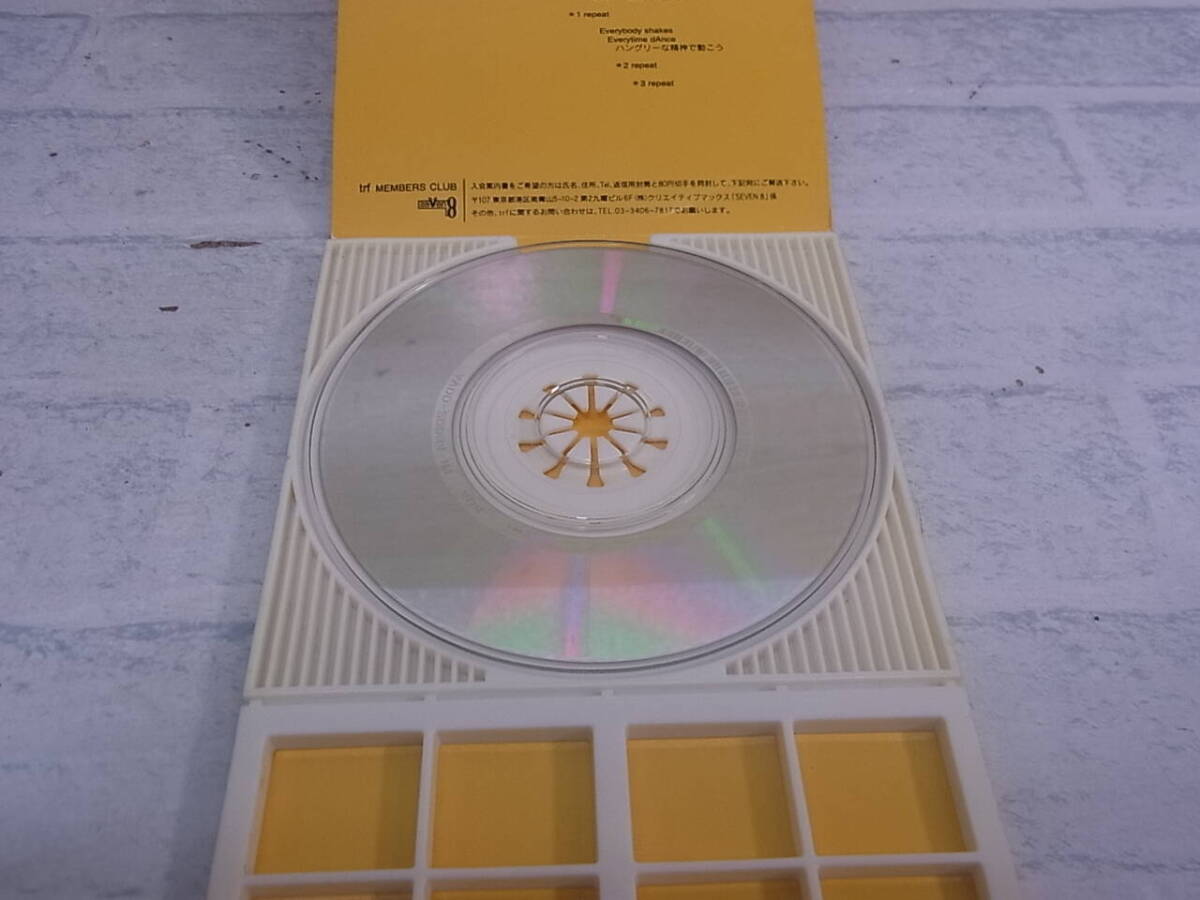 ＊1 repeat
Everybody shakes
Everytime dAnce
ハングリーな精神で動こう
＊2 repeat
＊3 repeat
trf MEMBERS CLUB
入会案内書をご希望の方は氏名、住所、Tel、返信用封筒と80円切手を同封して、下記宛にご郵送下さい。
〒107 東京都港区南青山5-10-2 第2九曜ビル6F (株)クリエイティブマックス「SEVEN 8」係
その他、trfに関するお問い合わせは、TEL.03-3406-781 でお願いします。